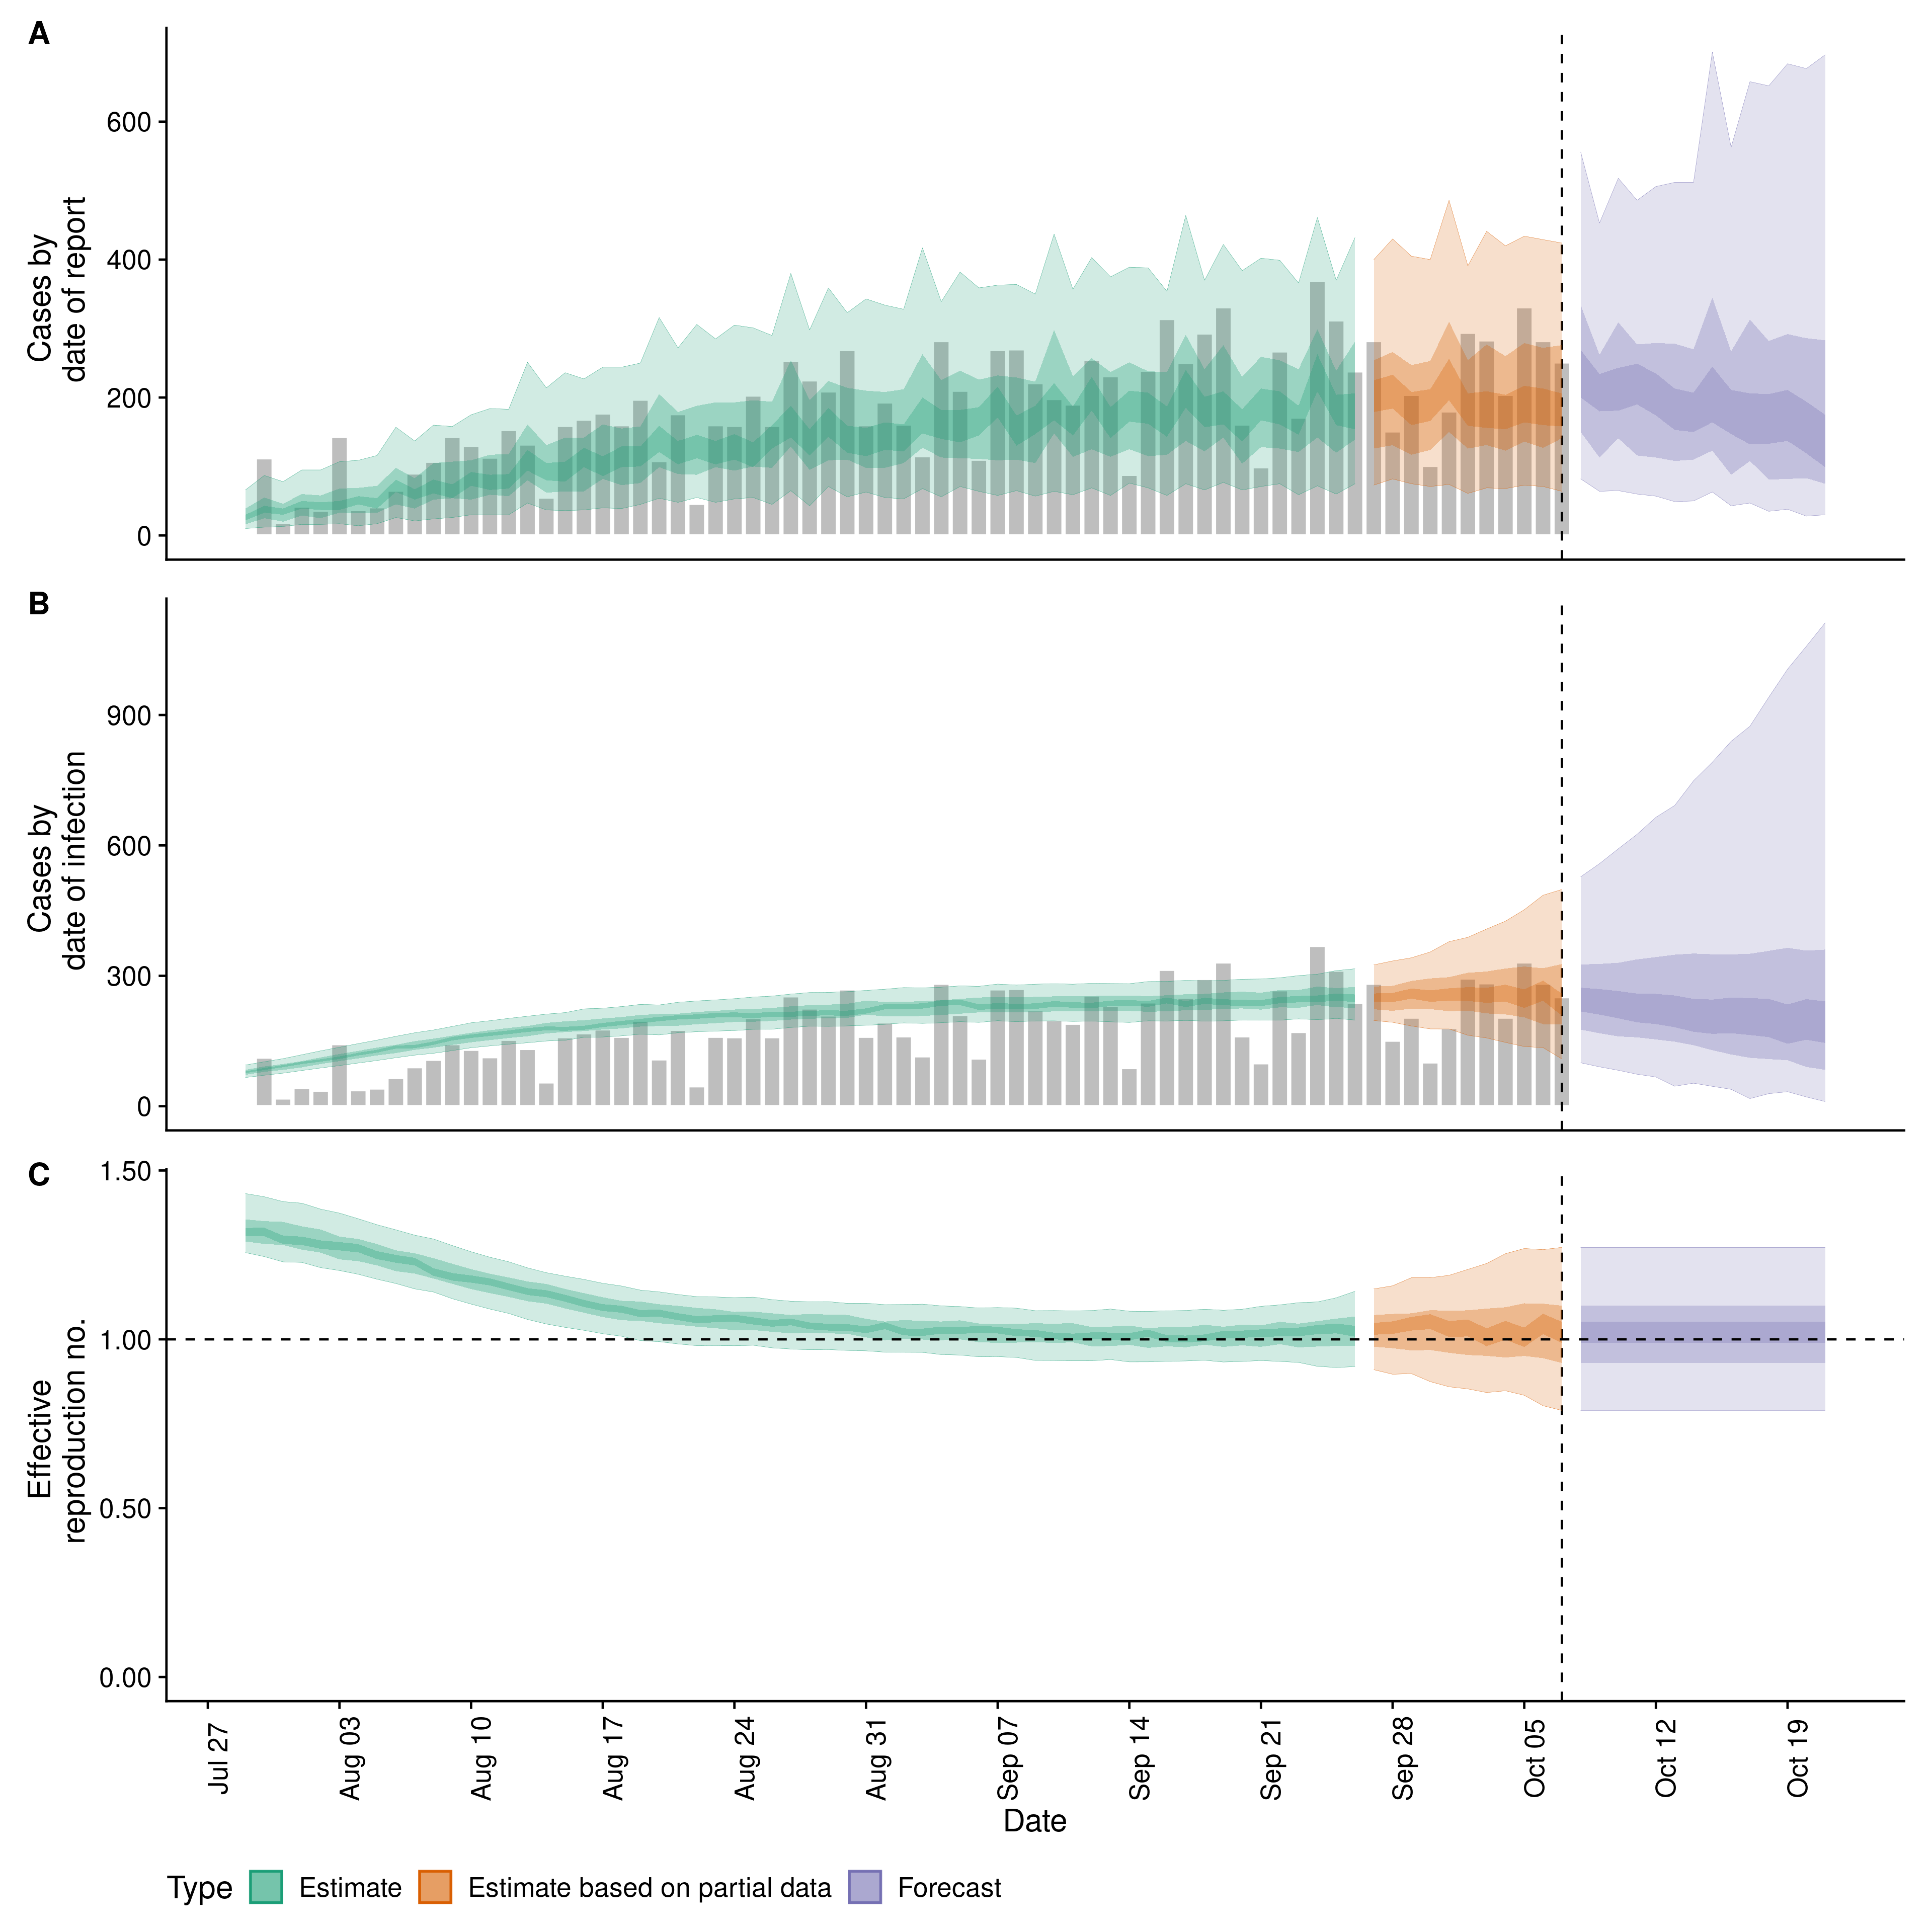 A
Cases by
date of report
600
400
200
0
B
Cases by
date of infection
900
600
300
0
C
Effective
reproduction no.
1.50
1.00
0.50
0.00
Jul 27
Aug 03
Aug 10
Aug 17
Aug 24
Aug 31
Sep 07
Sep 14
Sep 21
Sep 28
Oct 05
Oct 12
Oct 19
Date
Type Estimate Estimate based on partial data Forecast